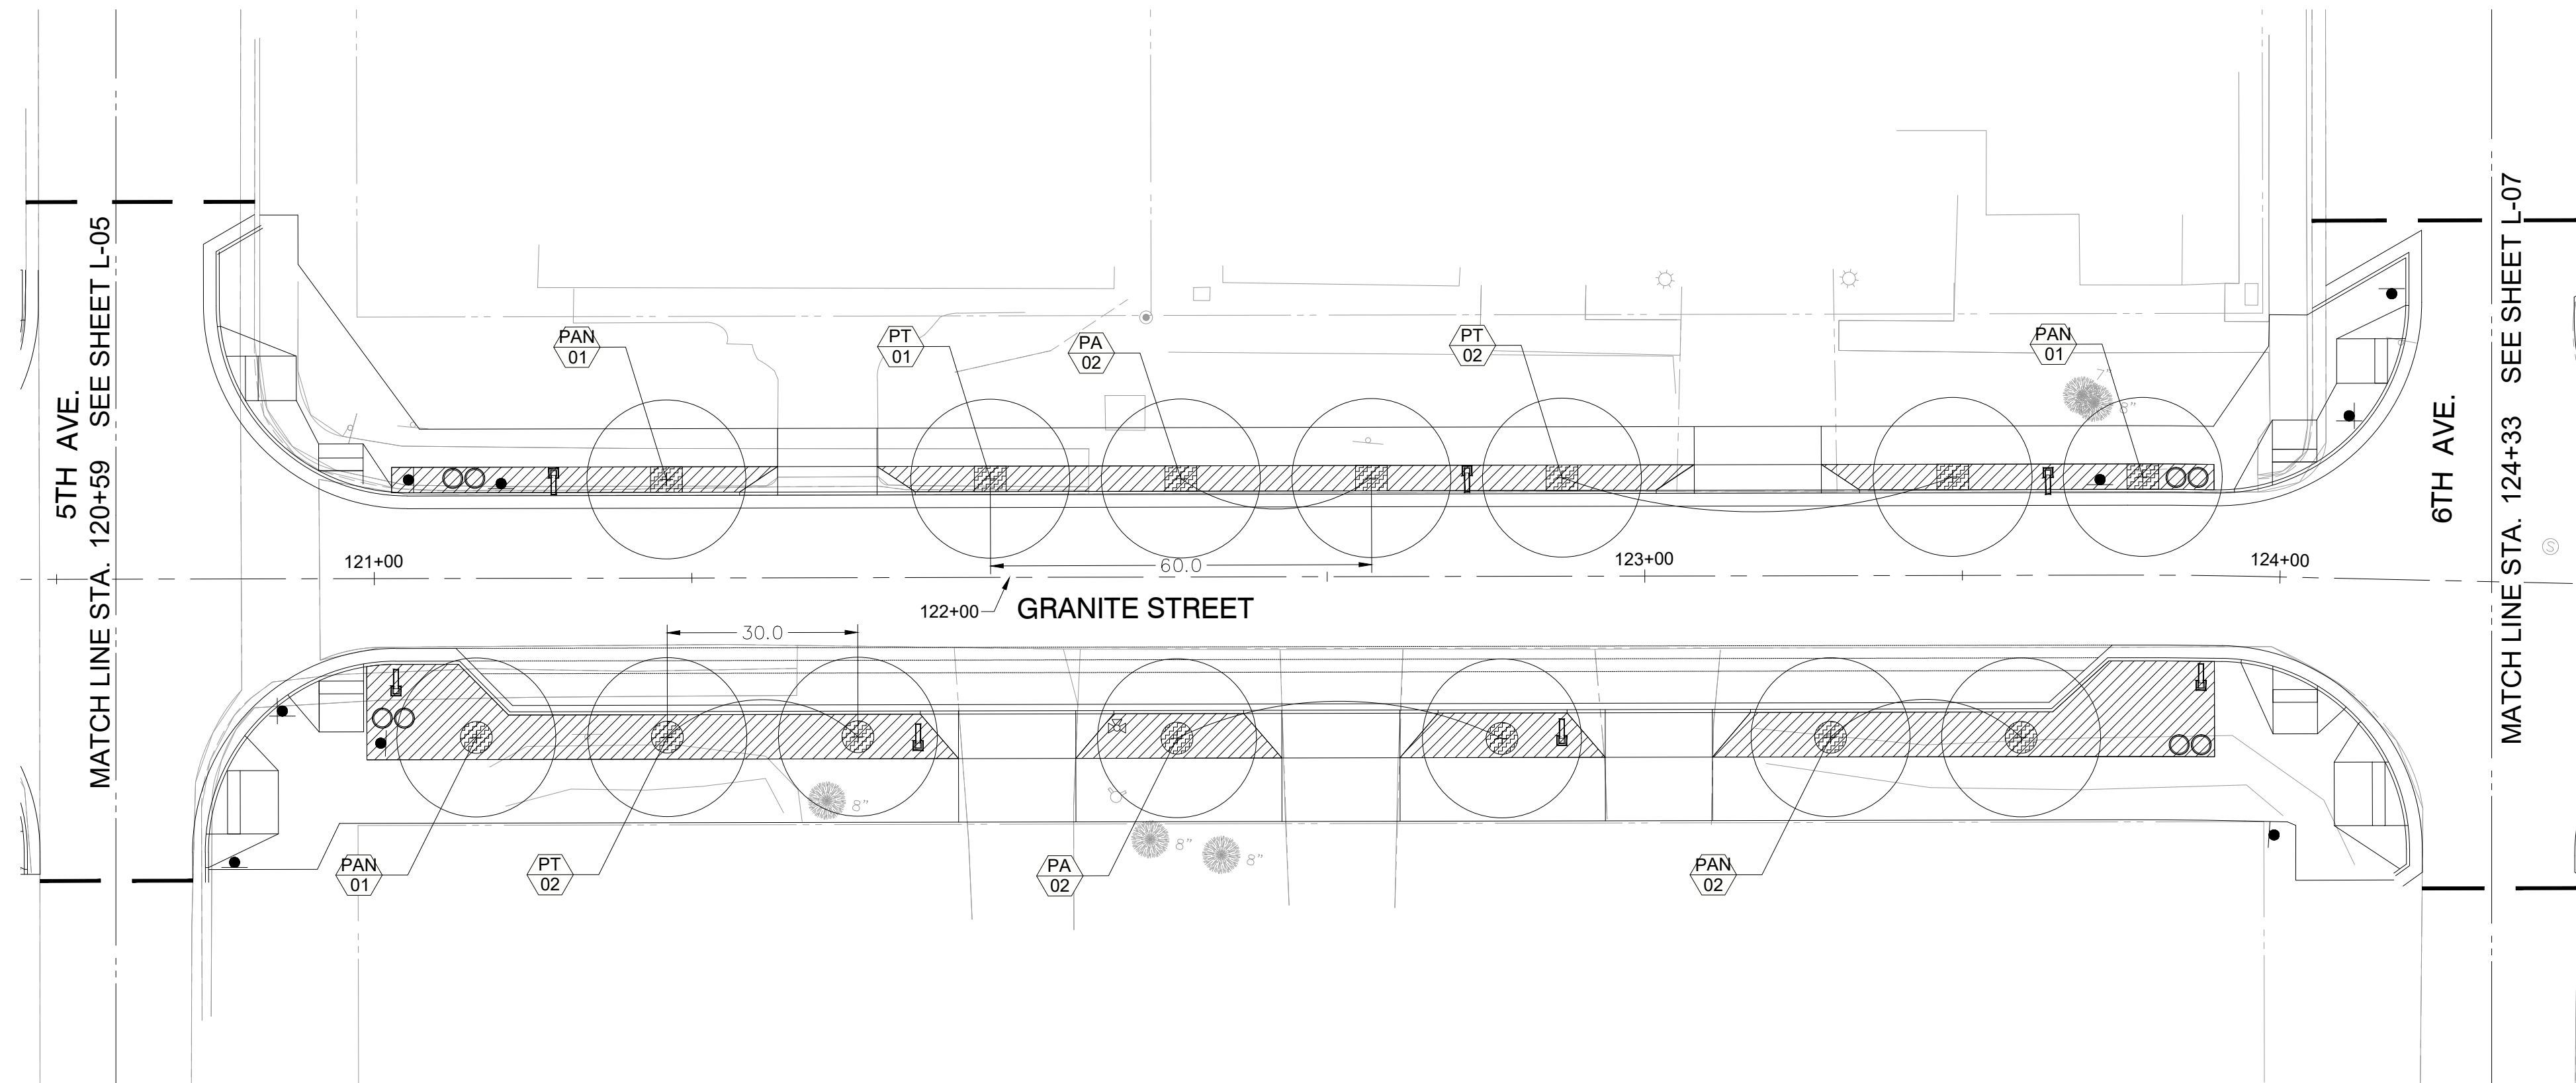 5TH AVE.
MATCH LINE STA. 120+59 SEE SHEET L-05
PAN
01
PT
01
PA
02
PT
02
PAN
01
7"
8"
121+00
60.0
123+00
124+00
122+00
GRANITE STREET
30.0
S
6TH AVE.
MATCH LINE STA. 124+33 SEE SHEET L-07
8"
8"
8"
PAN
01
PT
02
PA
02
PAN
02